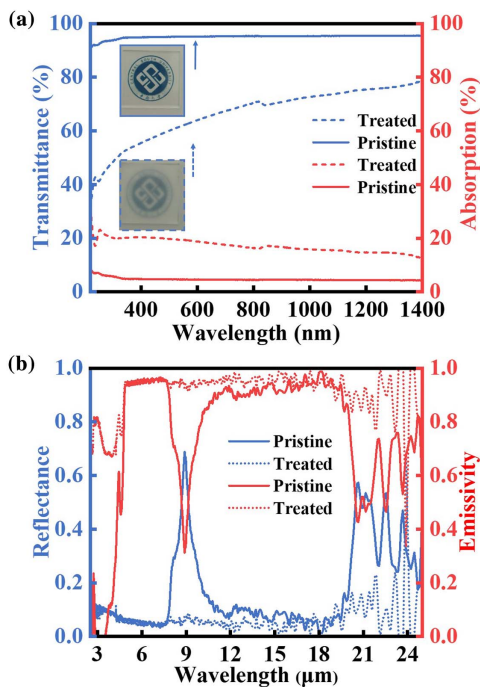 (a)
100
80
60
40
20
0
Transmittance (%)
100
80
60
40
20
0
Absorption (%)
Treated
Pristine
Treated
Pristine
400
600
800
1000
1200
1400
Wavelength (nm)
(b)
1.0
0.8
0.6
0.4
0.2
0.0
Reflectance
1.0
0.8
0.6
0.4
0.2
0.0
Emissivity
Pristine
Treated
Pristine
Treated
3
6
9
12
15
18
21
24
Wavelength (μm)